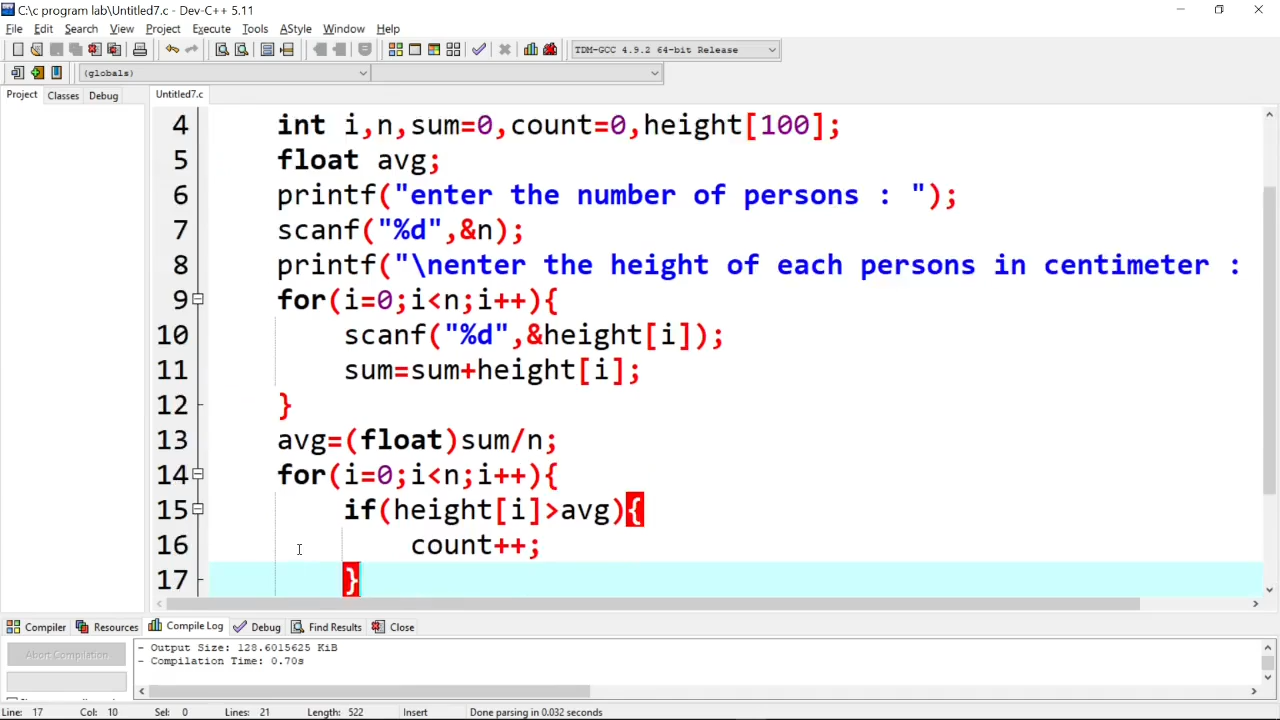 C:\c program lab\Untitled7.c - Dev-C++ 5.11
File Edit Search View Project Execute Tools AStyle Window Help
TDM-GCC 4.9.2 64-bit Release
(globals)
Project Classes Debug
Untitled7.c
4 int i,n,sum=0,count=0,height[100];
5 float avg;
6 printf("enter the number of persons : ");
7 scanf("%d",&n);
8 printf("\nenter the height of each persons in centimeter :
9 for(i=0;i<n;i++){
10 scanf("%d",&height[i]);
11 sum=sum+height[i];
12 }
13 avg=(float)sum/n;
14 for(i=0;i<n;i++){
15 if(height[i]>avg){
16 count++;
17 }
Compiler Resources Compile Log Debug Find Results Close
Abort Compilation
- Output Size: 128.6015625 KiB
- Compilation Time: 0.70s
Line: 17 Col: 10 Sel: 0 Lines: 21 Length: 522 Insert Done parsing in 0.032 seconds